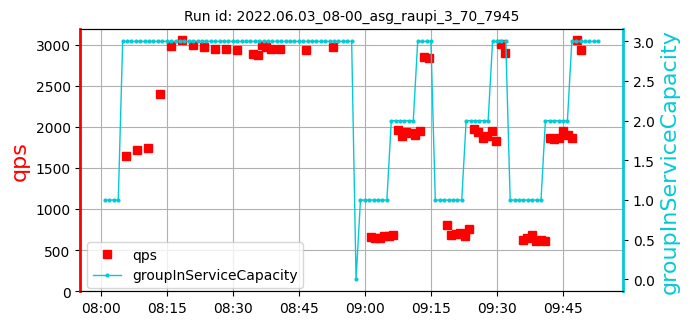 Run id: 2022.06.03_08-00_asg_raupi_3_70_7945
3000
2500
2000
1500
1000
500
0
qps
3.0
2.5
2.0
1.5
1.0
0.5
0.0
groupInServiceCapacity
qps
groupInServiceCapacity
08:00 08:15 08:30 08:45 09:00 09:15 09:30 09:45